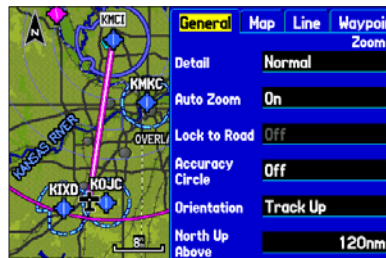 KMCI
KMKC
OVERL
KANSAS RIVER
KIXD
KOJC
8
General Map Line Waypoi
Zoom
Detail Normal
Auto Zoom On
Lock to Road Off
Accuracy Circle Off
Orientation Track Up
North Up Above 120nm